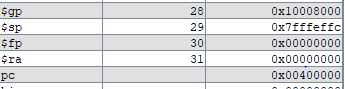 $gp 28 0x10008000
$sp 29 0x7fffeffc
$fp 30 0x00000000
$ra 31 0x00000000
pc 0x00400000